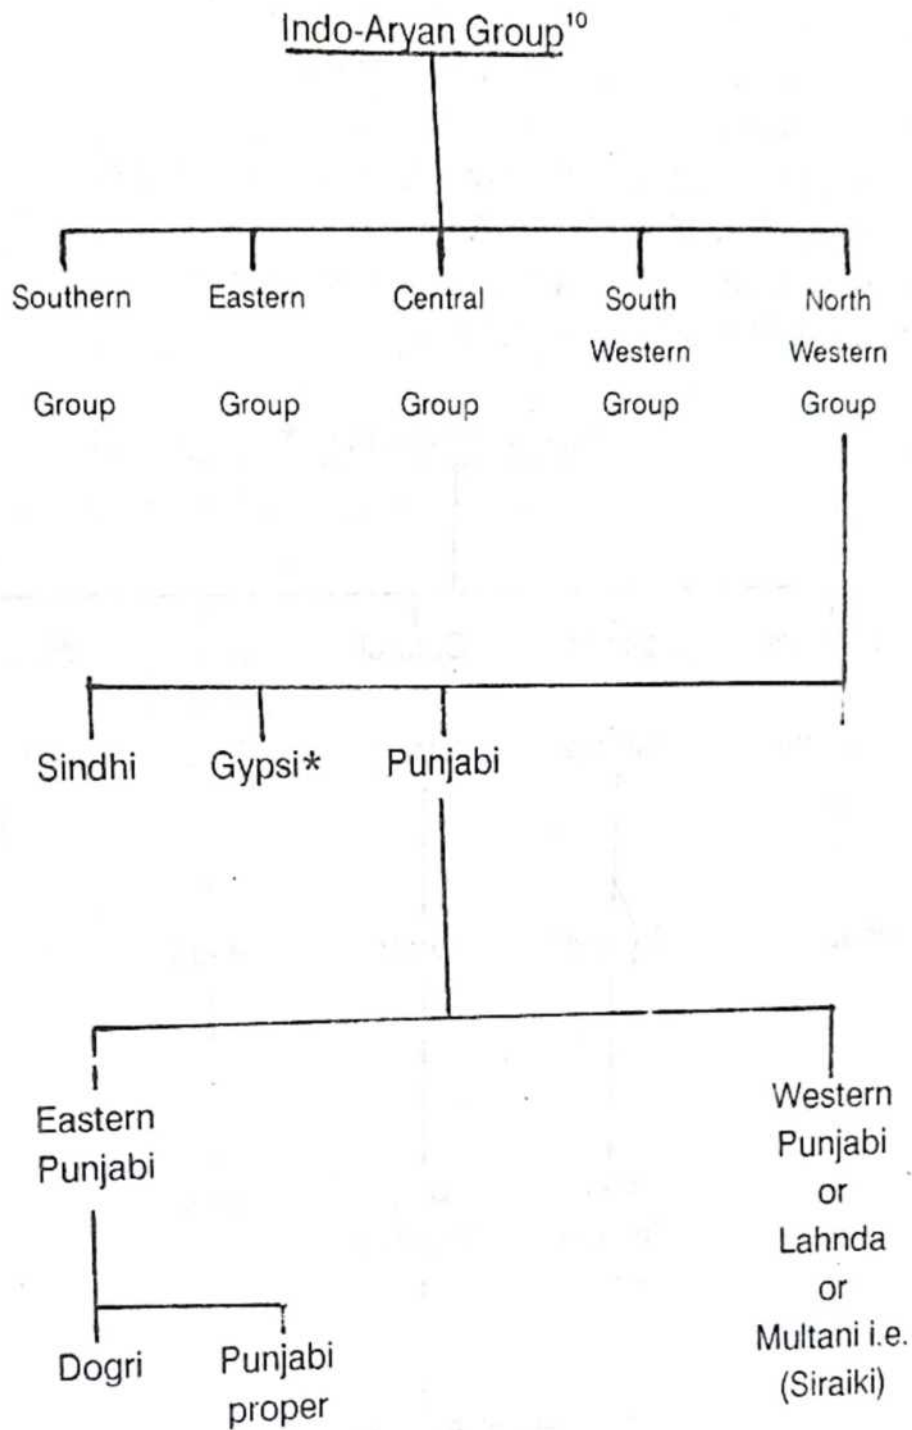 Indo-Aryan Group¹⁰
Southern Eastern Central South North
Western Western
Group Group Group Group Group
Sindhi Gypsi* Punjabi
Eastern
Punjabi
Western
Punjabi
or
Lahnda
or
Multani i.e.
(Siraiki)
Dogri Punjabi
proper